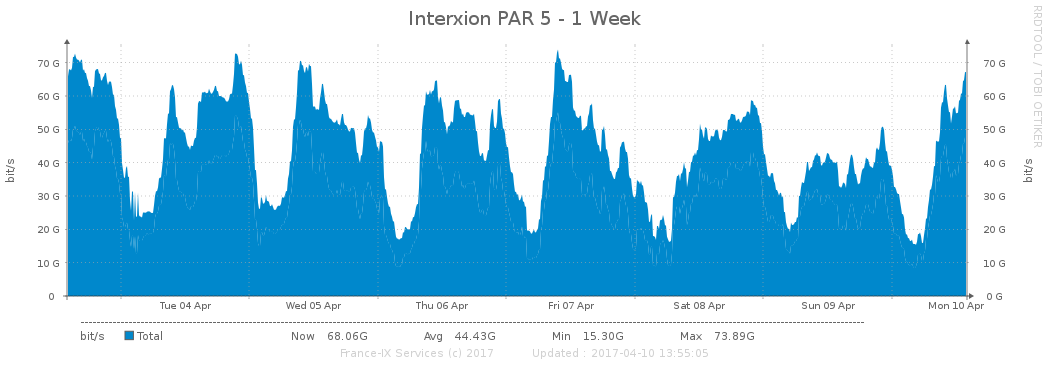 Interxion PAR 5 - 1 Week
RRDTOOL / TOBI OETIKER
bit/s
70 G 70 G
60 G 60 G
50 G 50 G
40 G 40 G
30 G 30 G
20 G 20 G
10 G 10 G
0 0 G
bit/s
Tue 04 Apr Wed 05 Apr Thu 06 Apr Fri 07 Apr Sat 08 Apr Sun 09 Apr Mon 10 Apr
bit/s Total Now 68.06G Avg 44.43G Min 15.30G Max 73.89G
France-IX Services (c) 2017 Updated : 2017-04-10 13:55:05